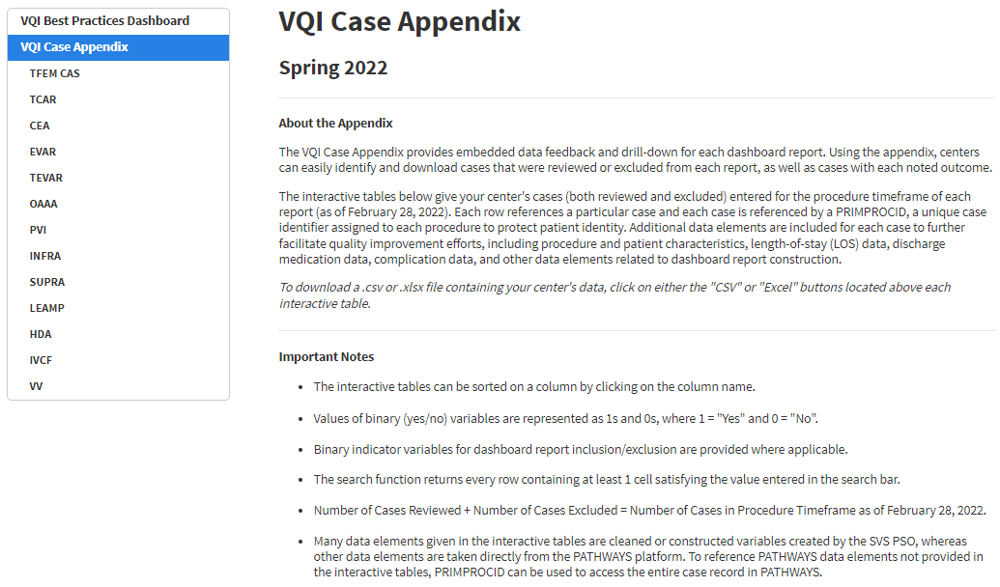 VQI Best Practices Dashboard
VQI Case Appendix
TFEM CAS
TCAR
CEA
EVAR
TEVAR
OAAA
PVI
INFRA
SUPRA
LEAMP
HDA
IVCF
VV
VQI Case Appendix
Spring 2022
About the Appendix
The VQI Case Appendix provides embedded data feedback and drill-down for each dashboard report. Using the appendix, centers
can easily identify and download cases that were reviewed or excluded from each report, as well as cases with each noted outcome.
The interactive tables below give your center's cases (both reviewed and excluded) entered for the procedure timeframe of each
report (as of February 28, 2022). Each row references a particular case and each case is referenced by a PRIMPROCID, a unique case
identifier assigned to each procedure to protect patient identity. Additional data elements are included for each case to further
facilitate quality improvement efforts, including procedure and patient characteristics, length-of-stay (LOS) data, discharge
medication data, complication data, and other data elements related to dashboard report construction.
To download a .csv or .xlsx file containing your center's data, click on either the "CSV" or "Excel" buttons located above each
interactive table.
Important Notes
• The interactive tables can be sorted on a column by clicking on the column name.
• Values of binary (yes/no) variables are represented as 1s and 0s, where 1 = "Yes" and 0 = "No".
• Binary indicator variables for dashboard report inclusion/exclusion are provided where applicable.
• The search function returns every row containing at least 1 cell satisfying the value entered in the search bar.
• Number of Cases Reviewed + Number of Cases Excluded = Number of Cases in Procedure Timeframe as of February 28, 2022.
• Many data elements given in the interactive tables are cleaned or constructed variables created by the SVS PSO, whereas
other data elements are taken directly from the PATHWAYS platform. To reference PATHWAYS data elements not provided in
the interactive tables, PRIMPROCID can be used to access the entire case record in PATHWAYS.